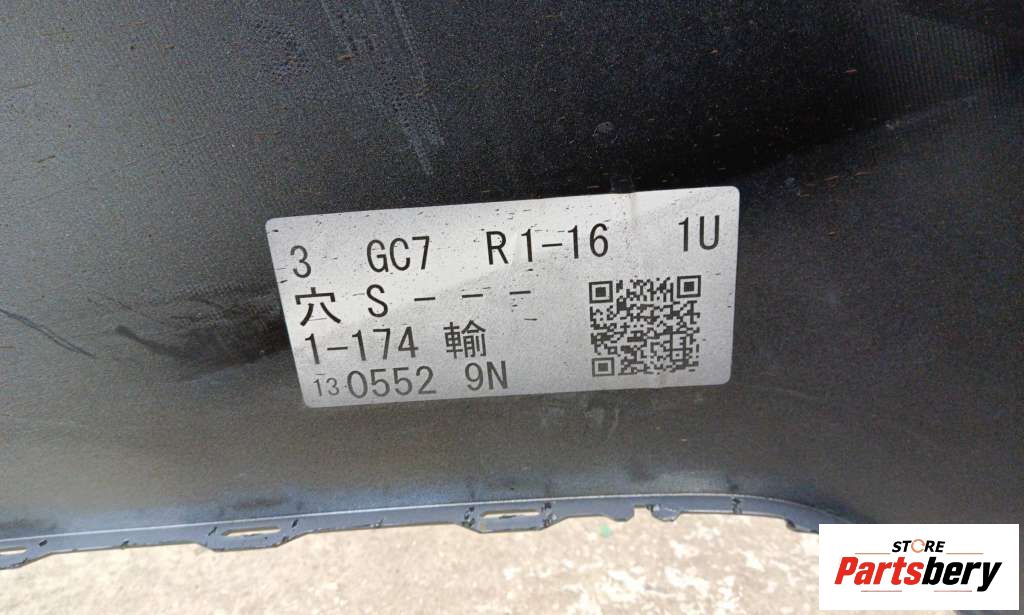 3 GC7 R1-16 1U
穴 S - - -
1-174 輸
13 0552 9N
STORE
Partsbery